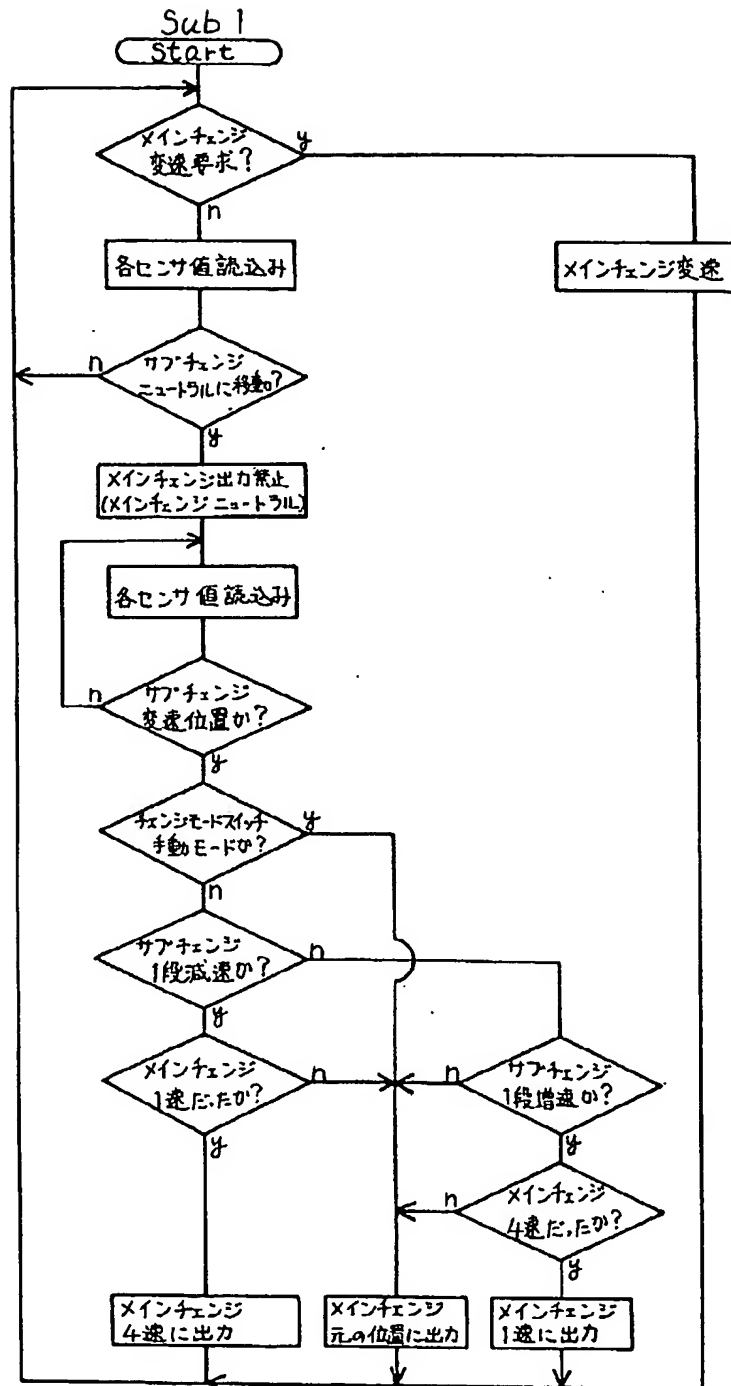 Sub 1
Start
メインチェンジ
変速要求?
y
n
各センサ値読込み
メインチェンジ変速
サブチェンジ
ニュートラルに移動?
n
y
メインチェンジ出力禁止
(メインチェンジニュートラル)
各センサ値読込み
サブチェンジ
変速位置か?
n
y
チェンジモードスイッチ
手動モードか?
y
n
サブチェンジ
1段減速か?
n
y
メインチェンジ
1速だったか?
n
y
サブチェンジ
1段増速か?
n
y
メインチェンジ
4速だったか?
n
y
メインチェンジ
4速に出力
メインチェンジ
元の位置に出力
メインチェンジ
1速に出力